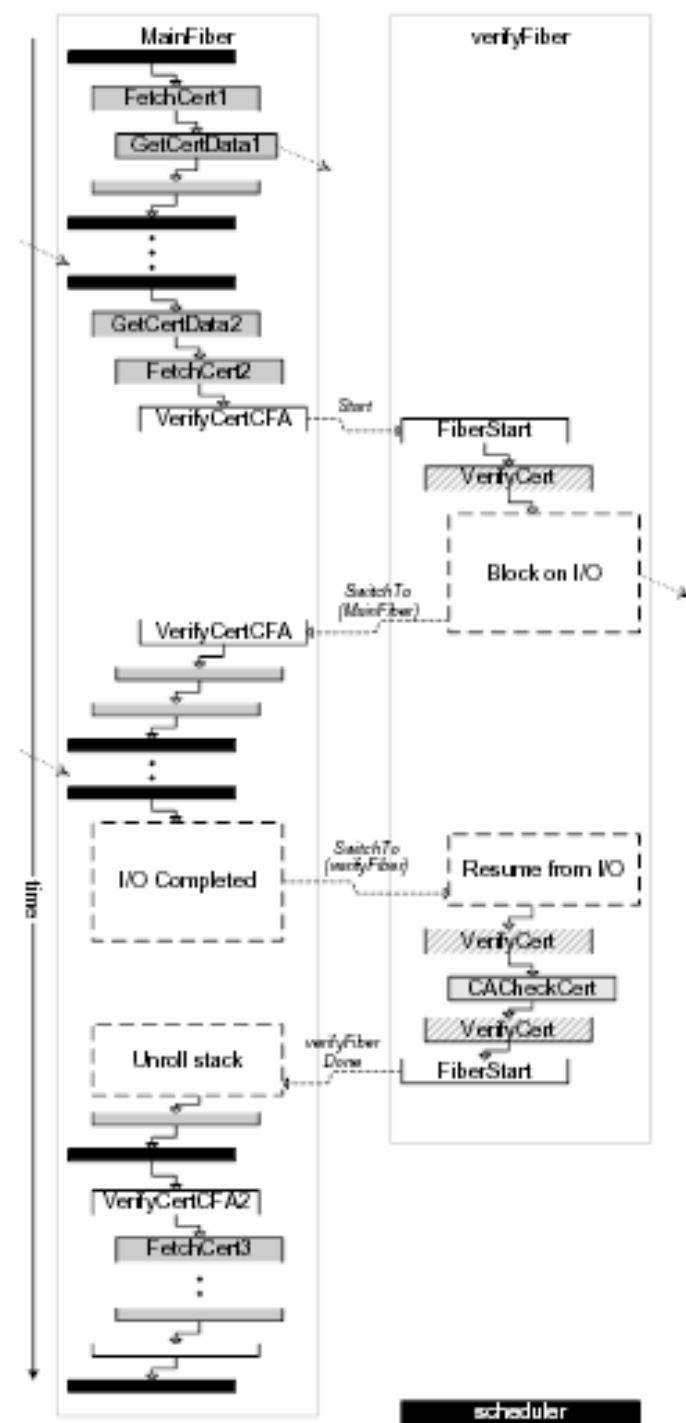 MainFiber
verifyFiber
FetchCert1
GetCertData1
GetCertData2
FetchCert2
VerifyCertCFA
Start
FiberStart
VerifyCert
Block on I/O
SwitchTo
(MainFiber)
VerifyCertCFA
I/O Completed
SwitchTo
(verifyFiber)
Resume from I/O
time
VerifyCert
CACheckCert
VerifyCert
Unroll stack
verifyFiber
Done
FiberStart
VerifyCertCFA2
FetchCert3
scheduler